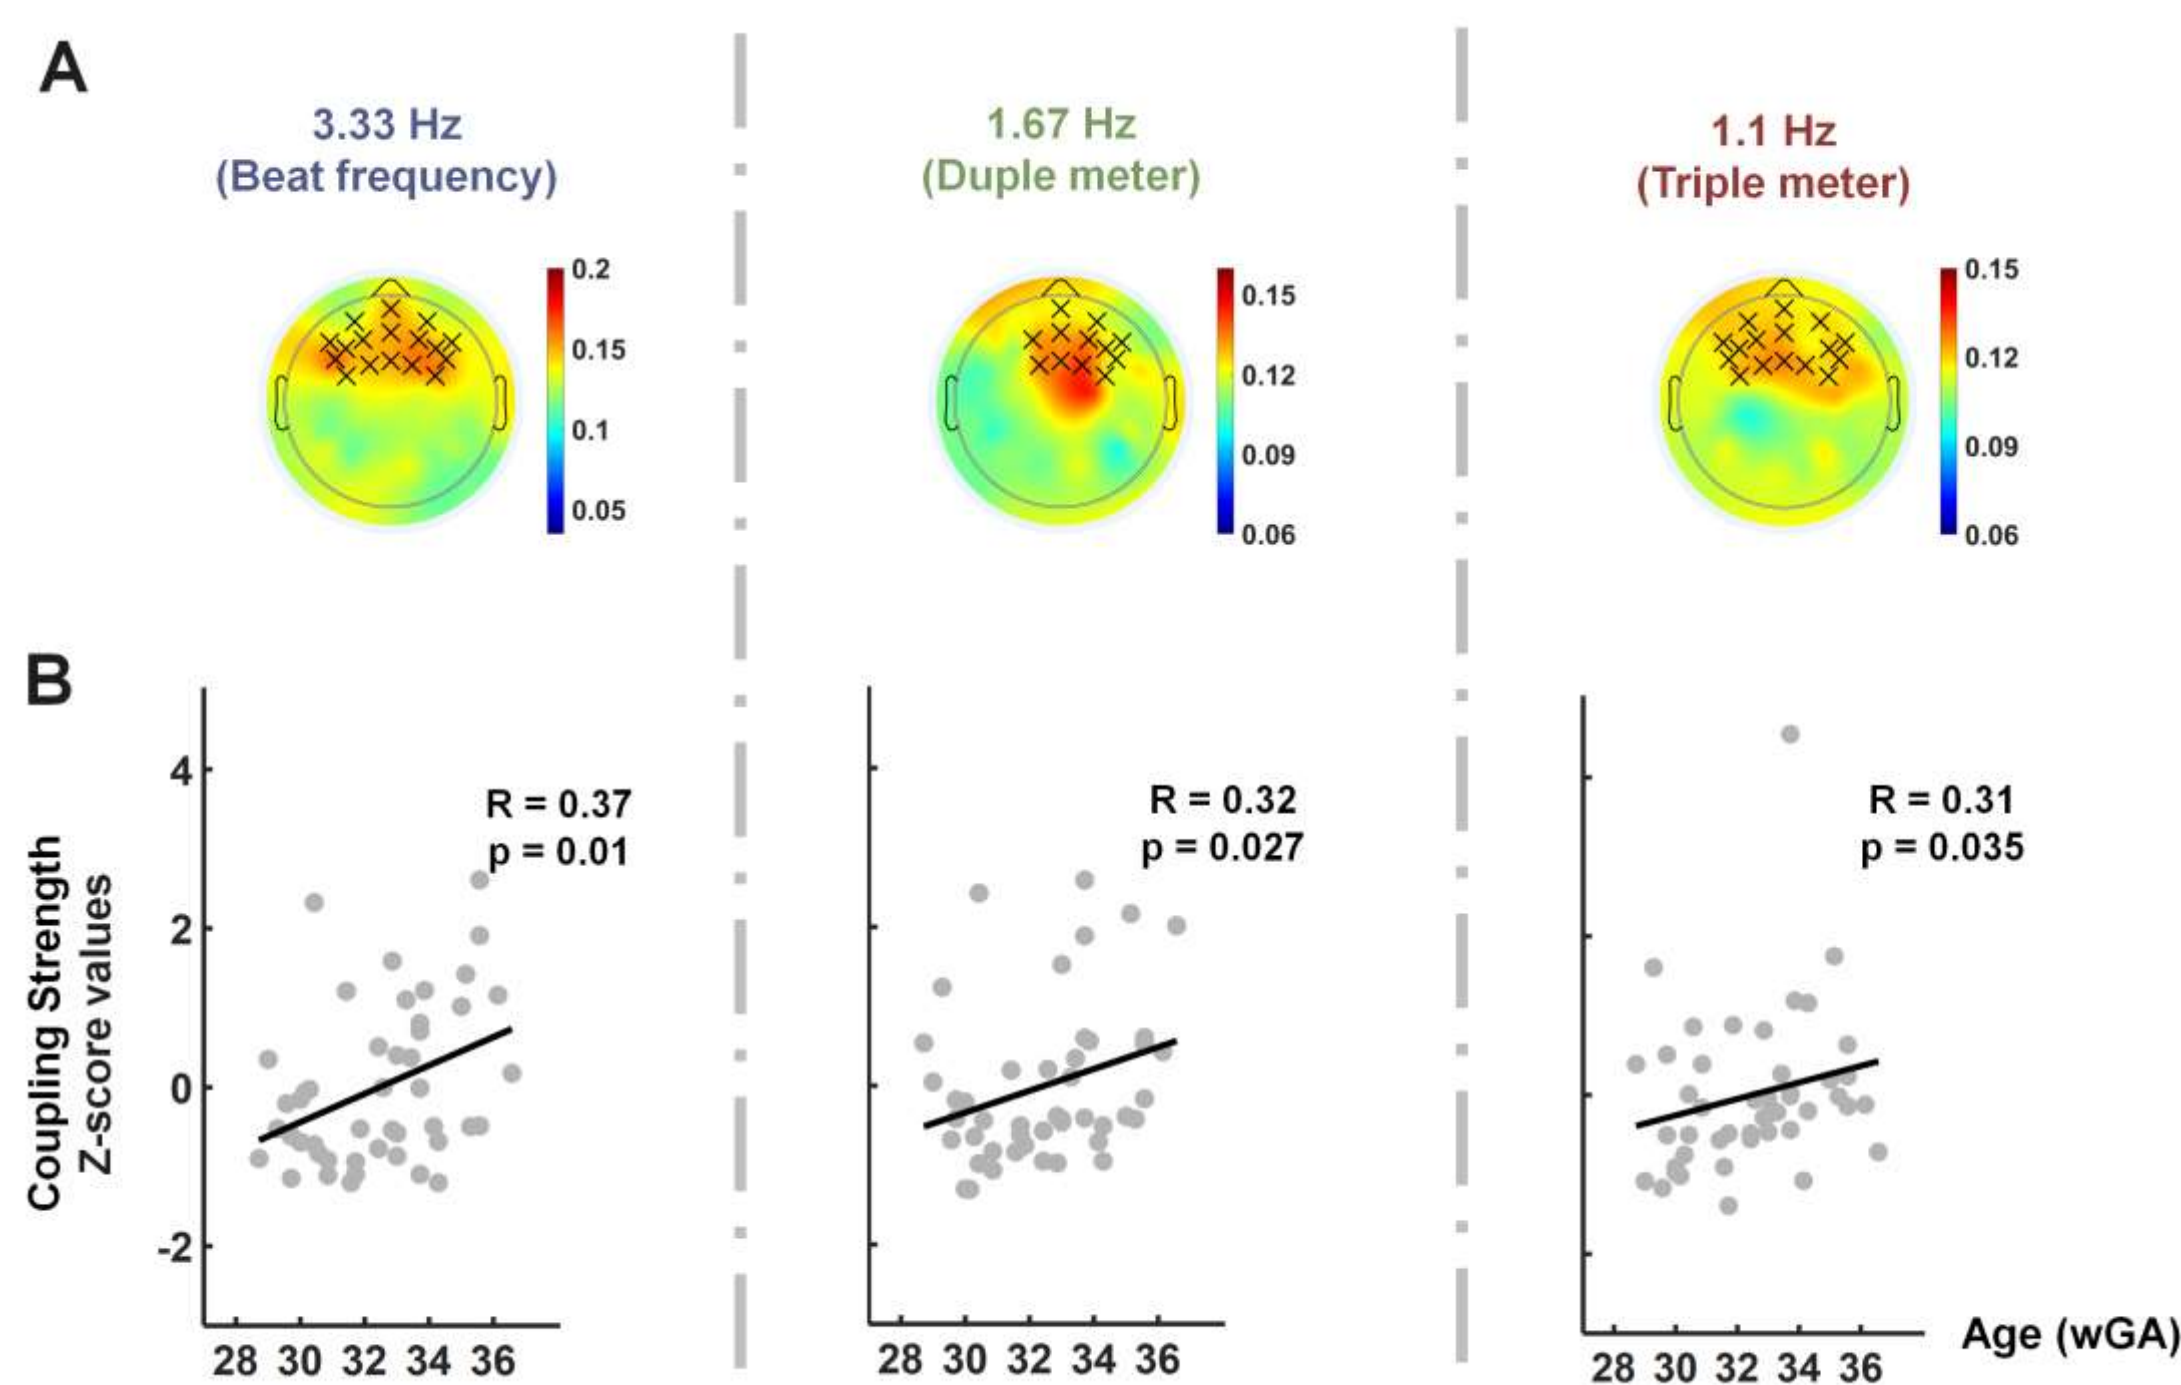 A
3.33 Hz
(Beat frequency)
1.67 Hz
(Duple meter)
1.1 Hz
(Triple meter)
0.2
0.15
0.1
0.05
0.15
0.12
0.09
0.06
0.15
0.12
0.09
0.06
B
Coupling Strength
Z-score values
4
2
0
-2
R = 0.37
p = 0.01
28 30 32 34 36
R = 0.32
p = 0.027
28 30 32 34 36
R = 0.31
p = 0.035
28 30 32 34 36
Age (wGA)